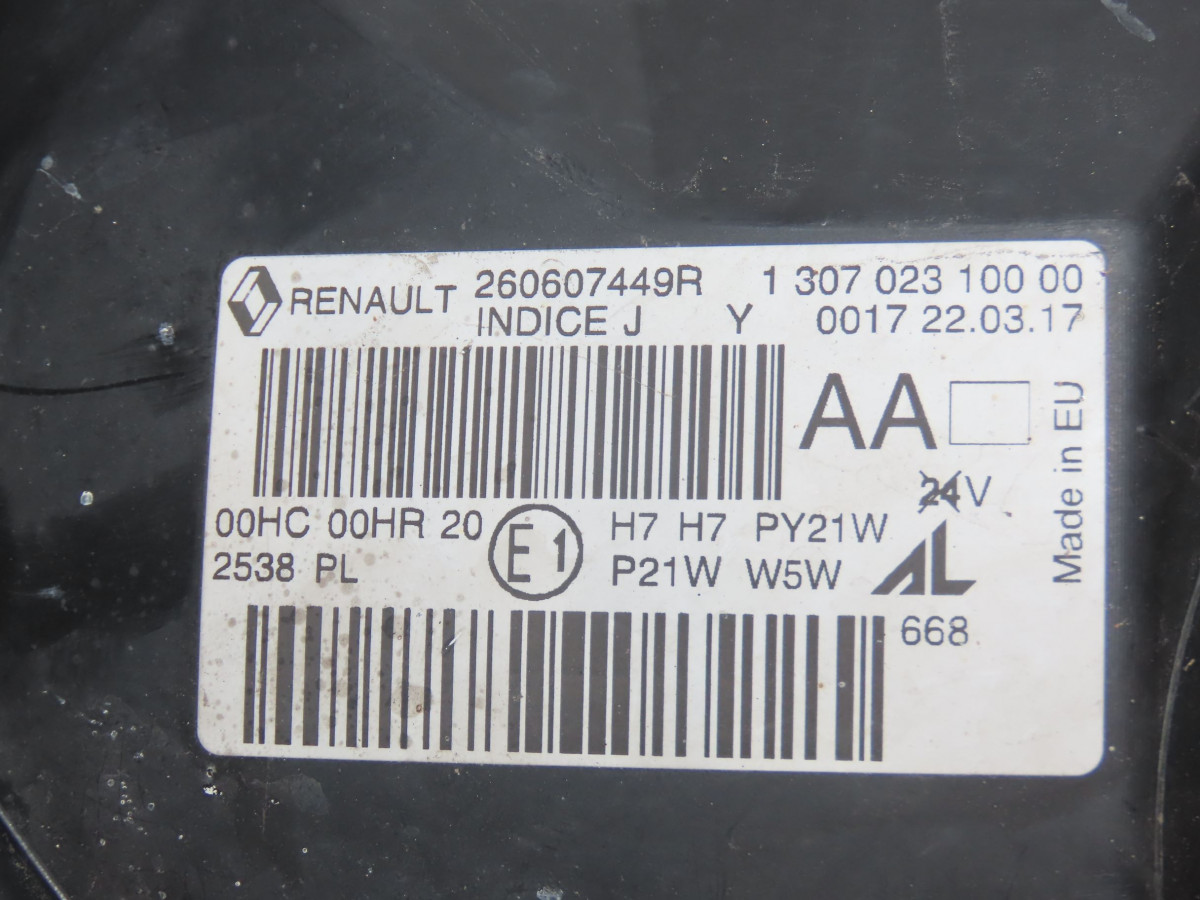 RENAULT 260607449R 1 307 023 100 00
INDICE J Y 0017 22.03.17
AA
Made in EU
24V
00HC 00HR 20 E1 H7 H7 PY21W
2538 PL P21W W5W AL
668